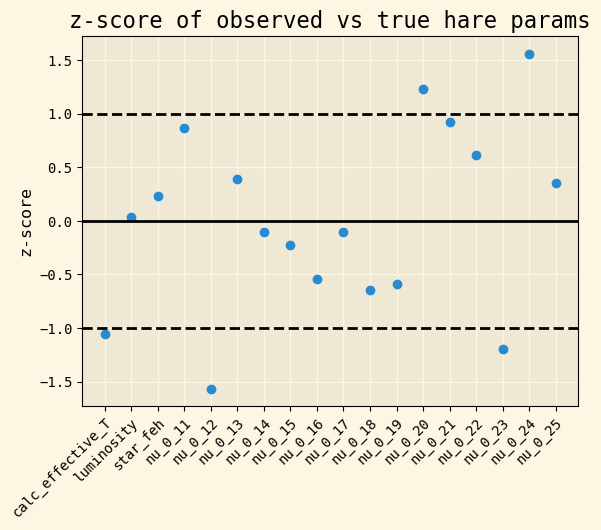 z-score of observed vs true hare params
z-score
1.5
1.0
0.5
0.0
−0.5
−1.0
−1.5
calc_effective_T
luminosity
star_feh
nu_0_11
nu_0_12
nu_0_13
nu_0_14
nu_0_15
nu_0_16
nu_0_17
nu_0_18
nu_0_19
nu_0_20
nu_0_21
nu_0_22
nu_0_23
nu_0_24
nu_0_25